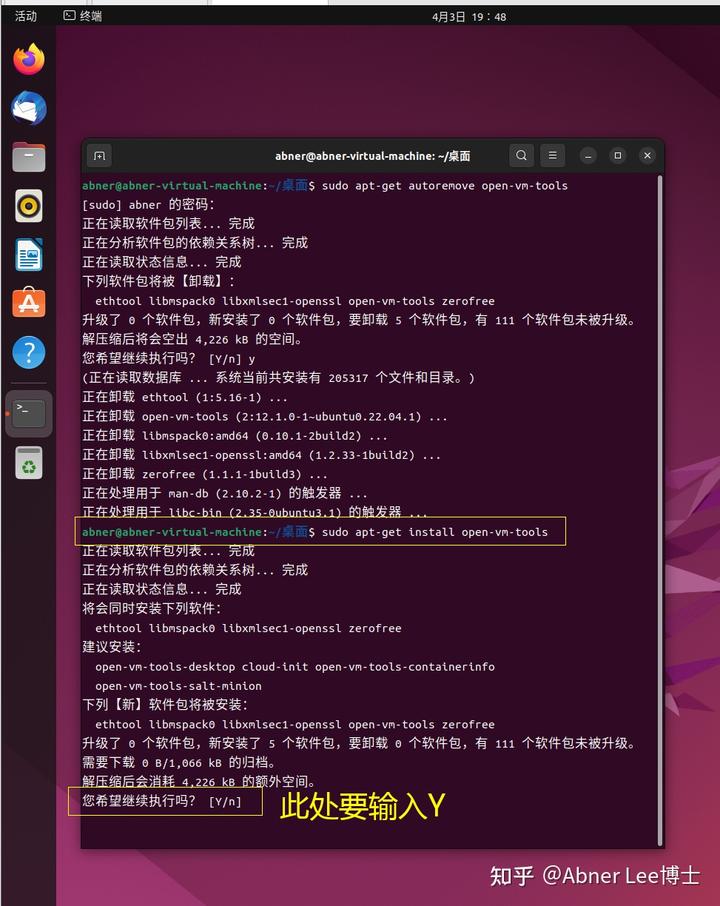 活动
终端
4月3日 19：48
abner@abner-virtual-machine: ~/桌面
abner@abner-virtual-machine:~/桌面$ sudo apt-get autoremove open-vm-tools
[sudo] abner 的密码：
正在读取软件包列表... 完成
正在分析软件包的依赖关系树... 完成
正在读取状态信息... 完成
下列软件包将被【卸载】：
ethtool libmspack0 libxmlsec1-openssl open-vm-tools zerofree
升级了 0 个软件包，新安装了 0 个软件包，要卸载 5 个软件包，有 111 个软件包未被升级。
解压缩后将会空出 4,226 kB 的空间。
您希望继续执行吗？ [Y/n] y
(正在读取数据库 ... 系统当前共安装有 205317 个文件和目录。)
正在卸载 ethtool (1:5.16-1) ...
正在卸载 open-vm-tools (2:12.1.0-1~ubuntu0.22.04.1) ...
正在卸载 libmspack0:amd64 (0.10.1-2build2) ...
正在卸载 libxmlsec1-openssl:amd64 (1.2.33-1build2) ...
正在卸载 zerofree (1.1.1-1build3) ...
正在处理用于 man-db (2.10.2-1) 的触发器 ...
正在处理用于 libc-bin (2.35-0ubuntu3.1) 的触发器 ...
abner@abner-virtual-machine:~/桌面$ sudo apt-get install open-vm-tools
正在读取软件包列表... 完成
正在分析软件包的依赖关系树... 完成
正在读取状态信息... 完成
将会同时安装下列软件：
ethtool libmspack0 libxmlsec1-openssl zerofree
建议安装：
open-vm-tools-desktop cloud-init open-vm-tools-containerinfo
open-vm-tools-salt-minion
下列【新】软件包将被安装：
ethtool libmspack0 libxmlsec1-openssl open-vm-tools zerofree
升级了 0 个软件包，新安装了 5 个软件包，要卸载 0 个软件包，有 111 个软件包未被升级。
需要下载 0 B/1,066 kB 的归档。
解压缩后会消耗 4,226 kB 的额外空间。
您希望继续执行吗？ [Y/n]
此处要输入Y
知乎 @Abner Lee博士